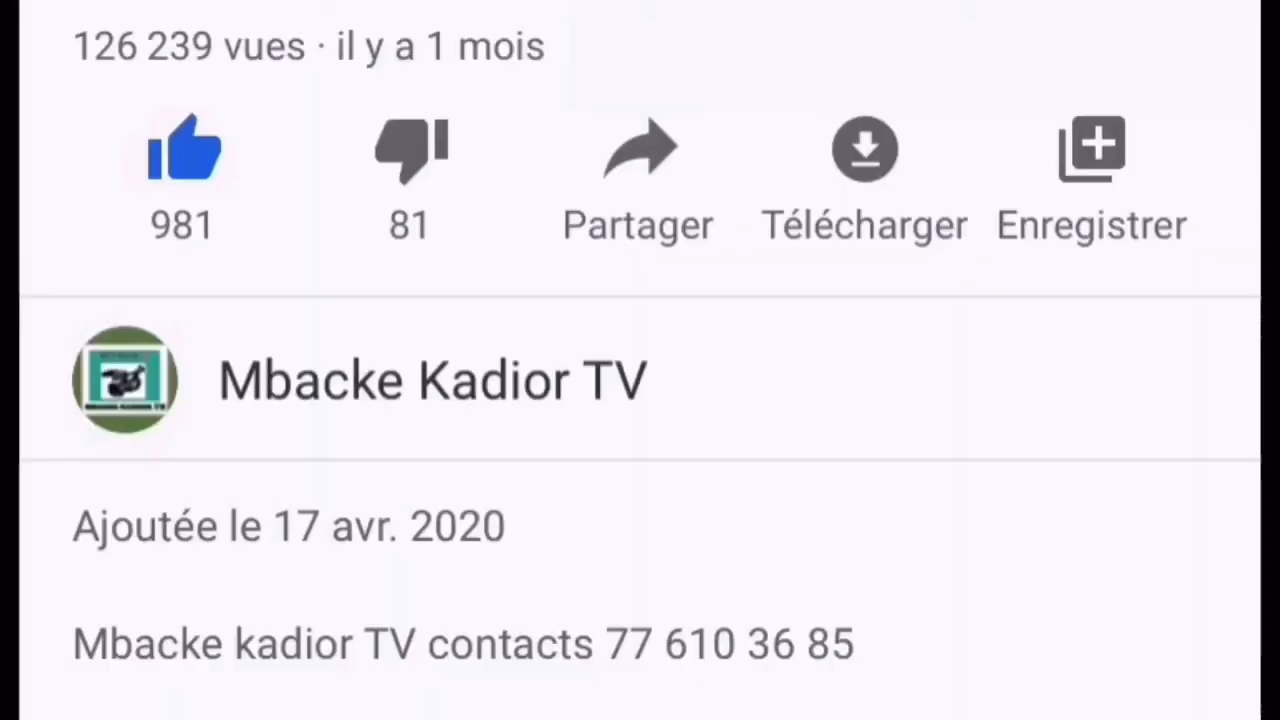 126 239 vues · il y a 1 mois
981 81 Partager Télécharger Enregistrer
Mbacke Kadior TV
Ajoutée le 17 avr. 2020
Mbacke kadior TV contacts 77 610 36 85